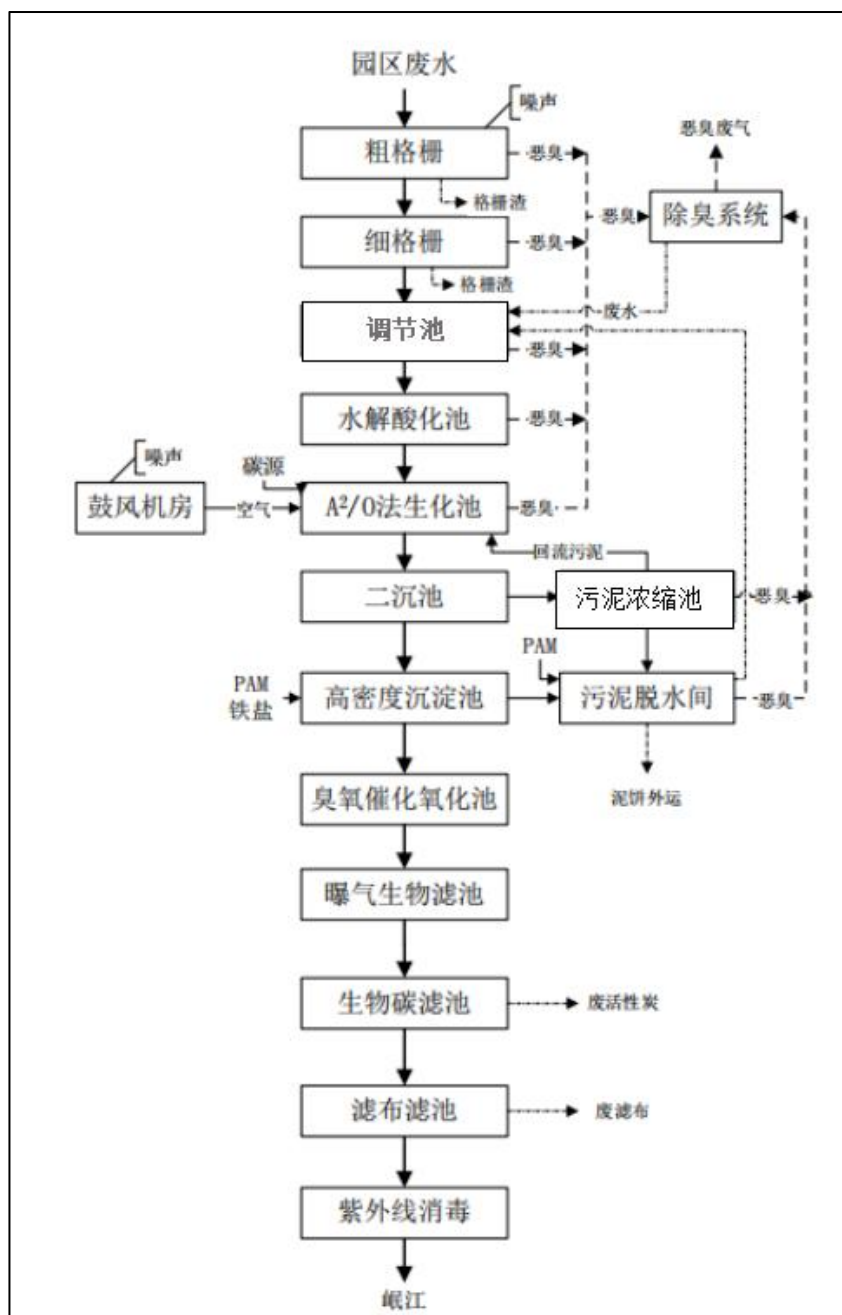 园区废水
噪声
恶臭废气
粗格栅
恶臭
格栅渣
恶臭
除臭系统
细格栅
恶臭
格栅渣
废水
调节池
恶臭
水解酸化池
恶臭
噪声
碳源
鼓风机房
空气
A²/O法生化池
恶臭
回流污泥
二沉池
污泥浓缩池
恶臭
PAM
PAM
铁盐
高密度沉淀池
污泥脱水间
恶臭
臭氧催化氧化池
泥饼外运
曝气生物滤池
生物碳滤池
废活性炭
滤布滤池
废滤布
紫外线消毒
岷江